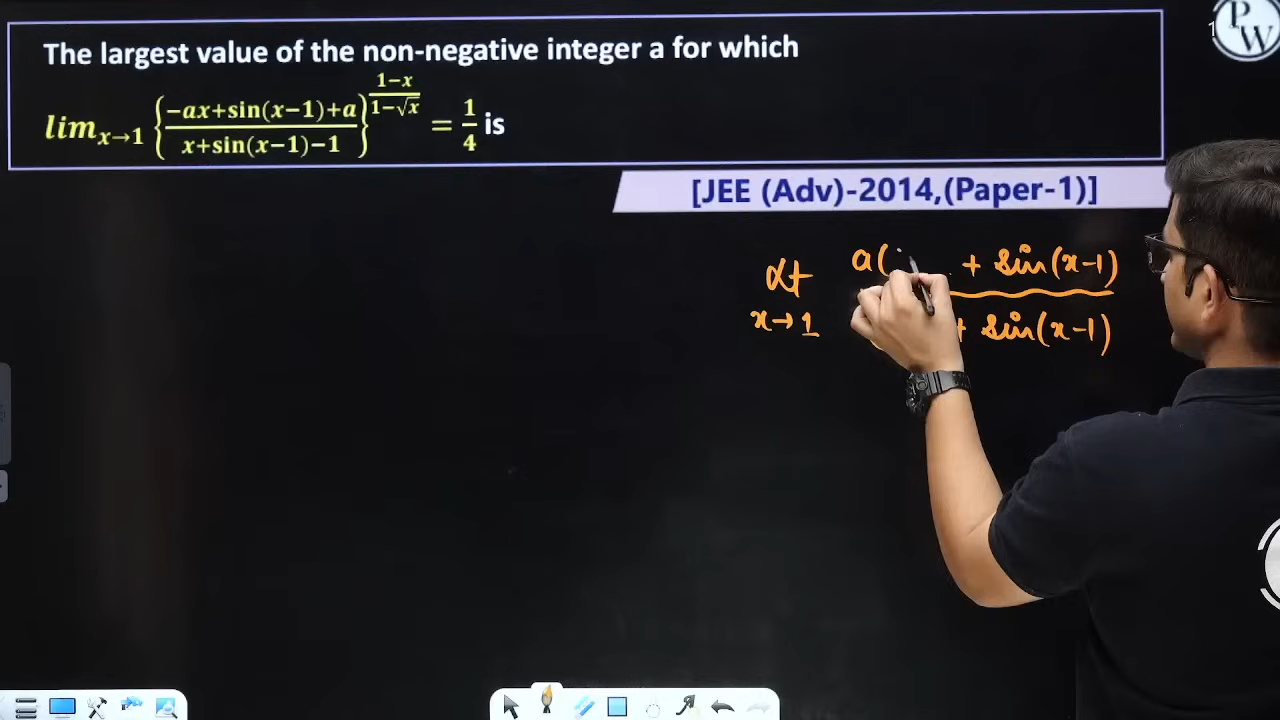 The largest value of the non-negative integer a for which
lim_{x→1} {(-ax+sin(x-1)+a)/(x+sin(x-1)-1)}^{(1-x)/(1-√x)} = 1/4 is
[JEE (Adv)-2014,(Paper-1)]
P W
1
a( + sin(x-1)
Lt
x→1
+ sin(x-1)